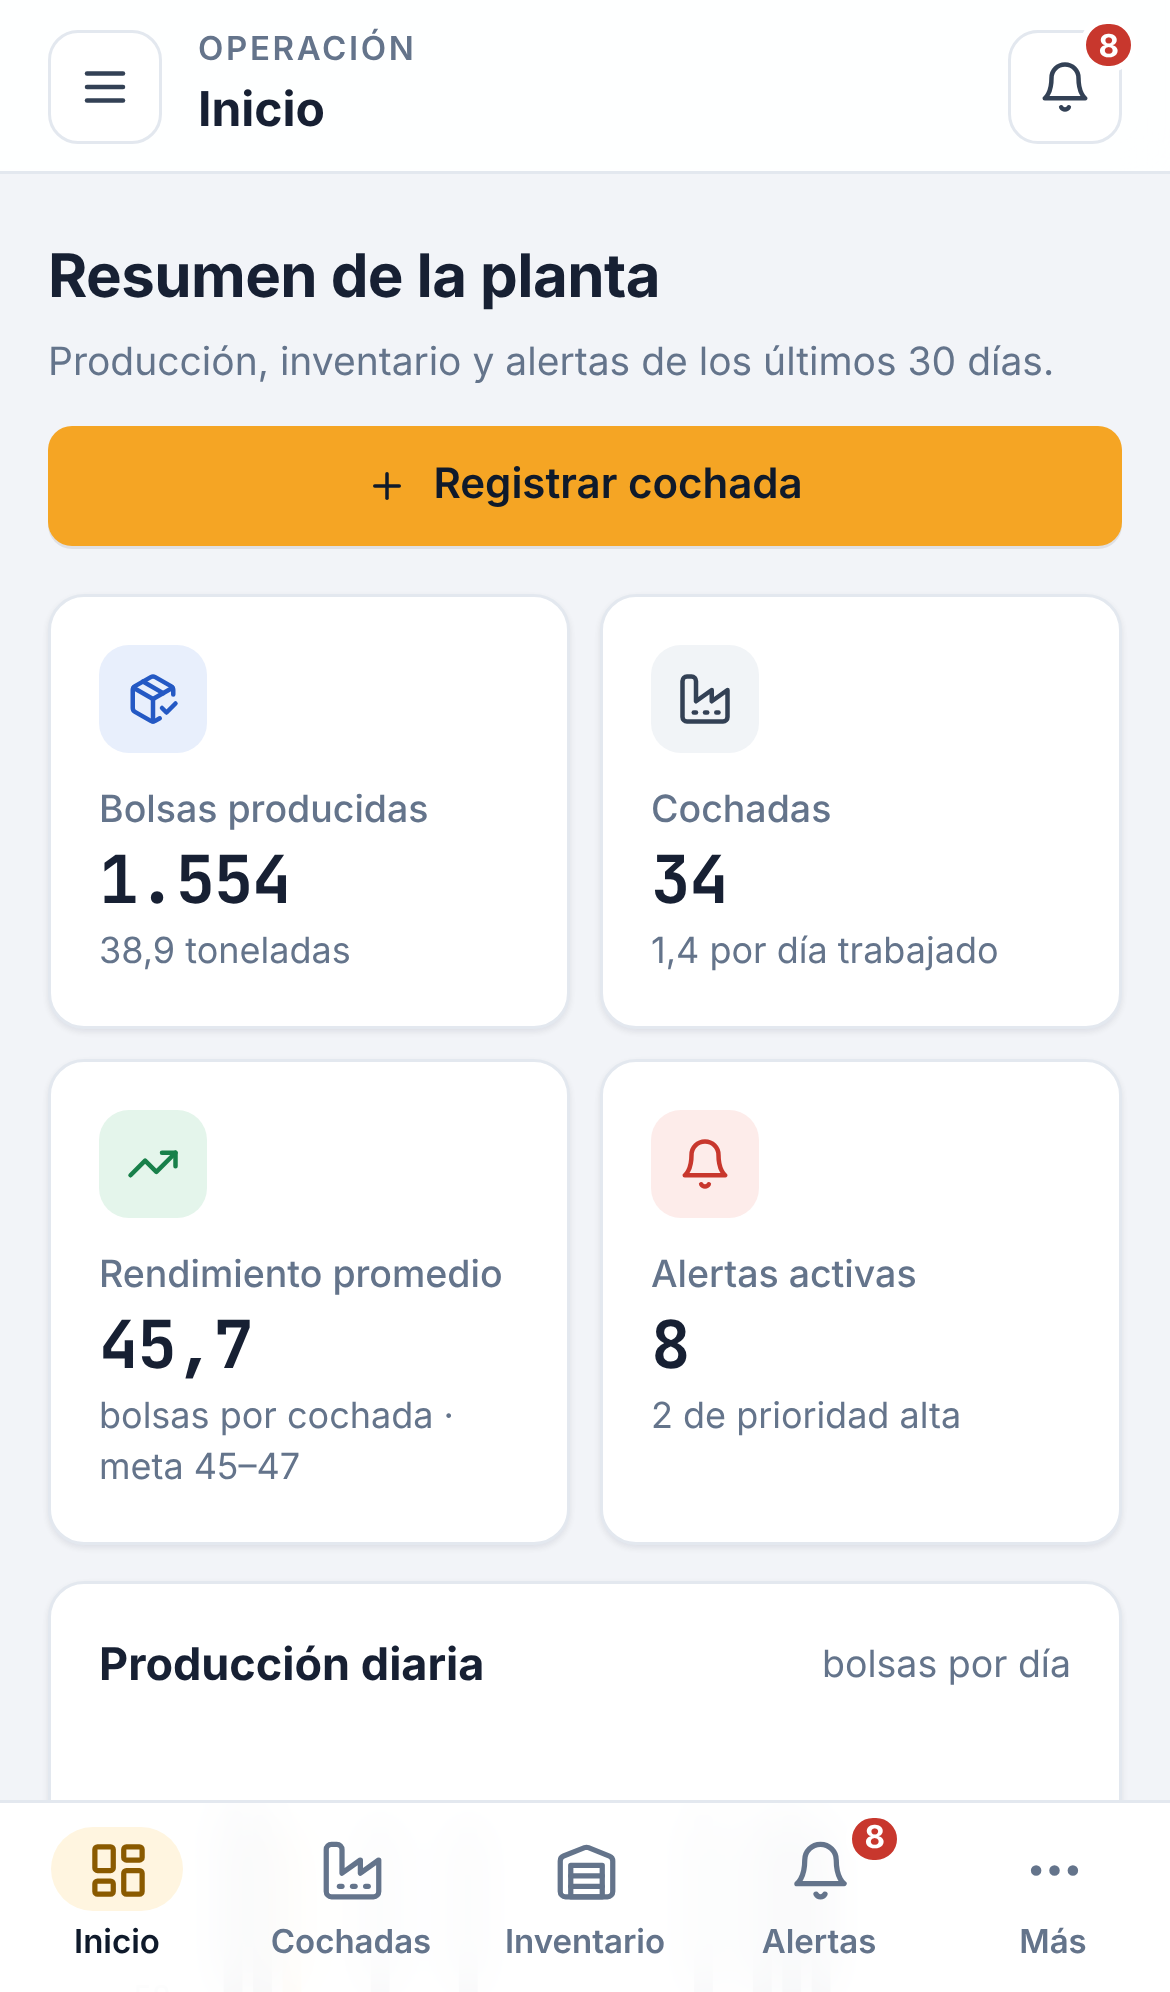 OPERACIÓN
Inicio
8
Resumen de la planta
Producción, inventario y alertas de los últimos 30 días.
+ Registrar cochada
Bolsas producidas
1.554
38,9 toneladas
Cochadas
34
1,4 por día trabajado
Rendimiento promedio
45,7
bolsas por cochada ·
meta 45–47
Alertas activas
8
2 de prioridad alta
Producción diaria
bolsas por día
Inicio
Cochadas
Inventario
8
Alertas
Más